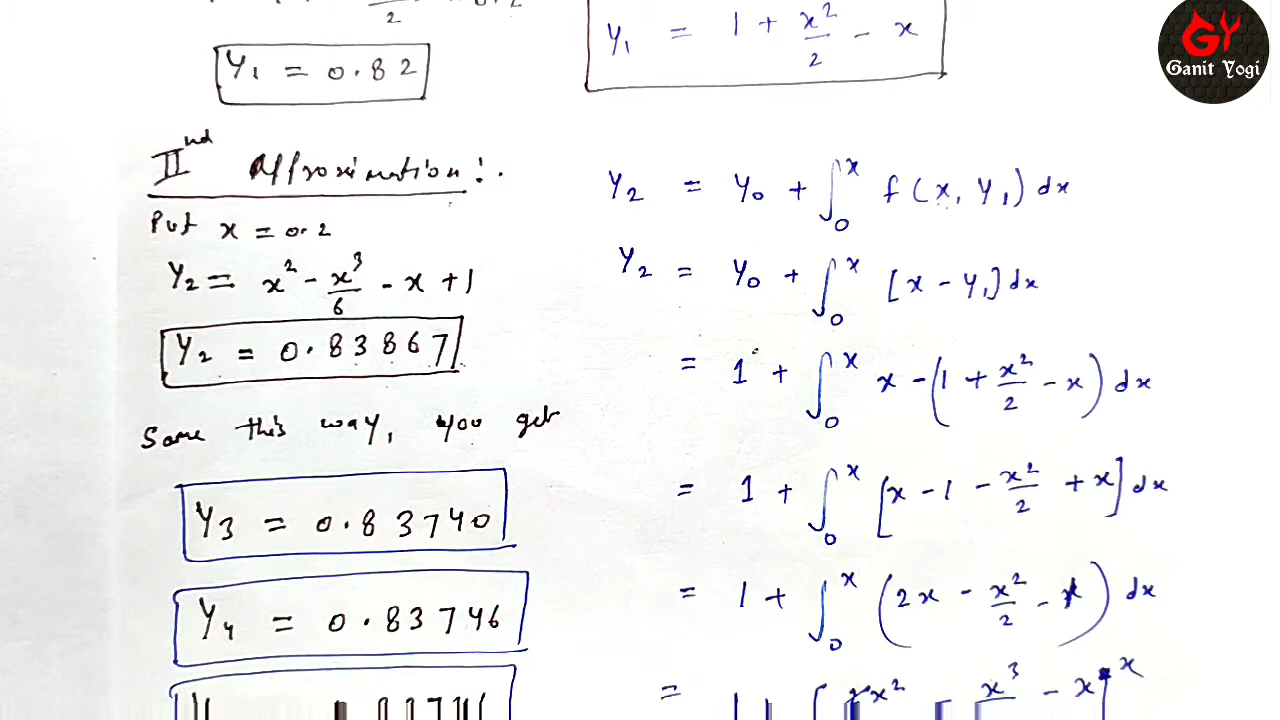 Y₁ = 0.82
IInd Approximation :-
Put x = 0.2
Y₂ = x² - x³/6 - x + 1
Y₂ = 0.83867
Same this way, you get
Y₃ = 0.83740
Y₄ = 0.83746
Y₁ = 1 + x²/2 - x
Y₂ = Y₀ + ∫₀ˣ f(x, Y₁) dx
Y₂ = Y₀ + ∫₀ˣ [x - Y₁] dx
= 1 + ∫₀ˣ x - (1 + x²/2 - x) dx
= 1 + ∫₀ˣ [x - 1 - x²/2 + x] dx
= 1 + ∫₀ˣ (2x - x²/2 - 1) dx
GY
Ganit Yogi